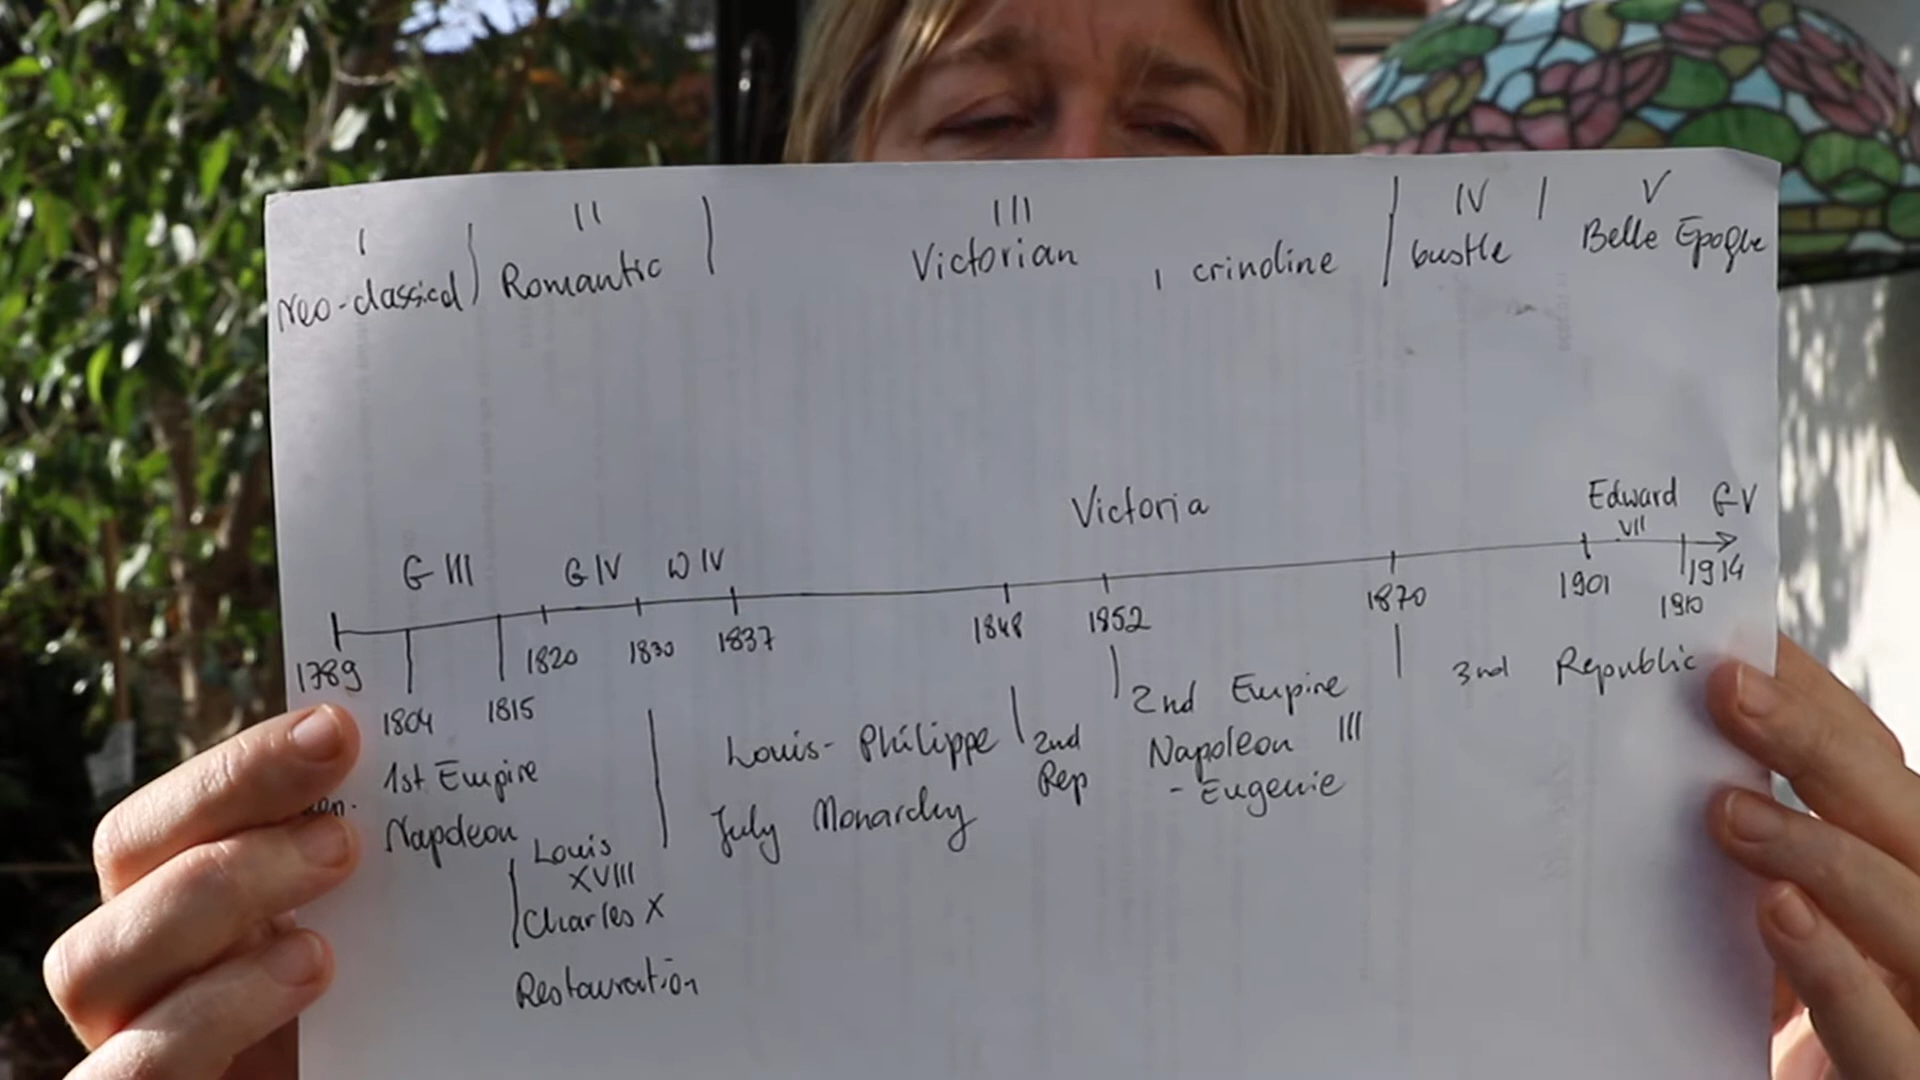 I II III IV V
Neo-classical Romantic Victorian crinoline bustle Belle Epoque
Victoria Edward VII G V
G III G IV W IV
1789 1804 1815 1820 1830 1837 1848 1852 1870 1901 1910 1914
1st Empire
Napoleon
Louis XVIII
Charles X
Restauration
Louis-Philippe
July Monarchy
2nd
Rep
2nd Empire
Napoleon III
- Eugenie
3nd Republic